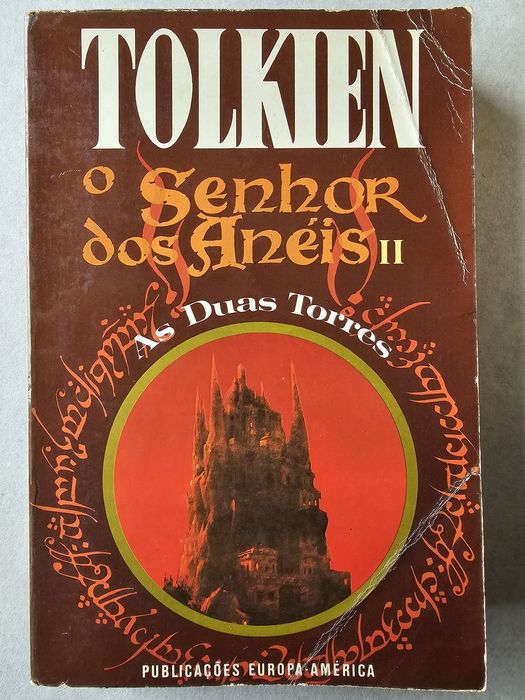 TOLKIEN
o Senhor
dos Anéis II
As Duas Torres
PUBLICAÇÕES EUROPA-AMÉRICA